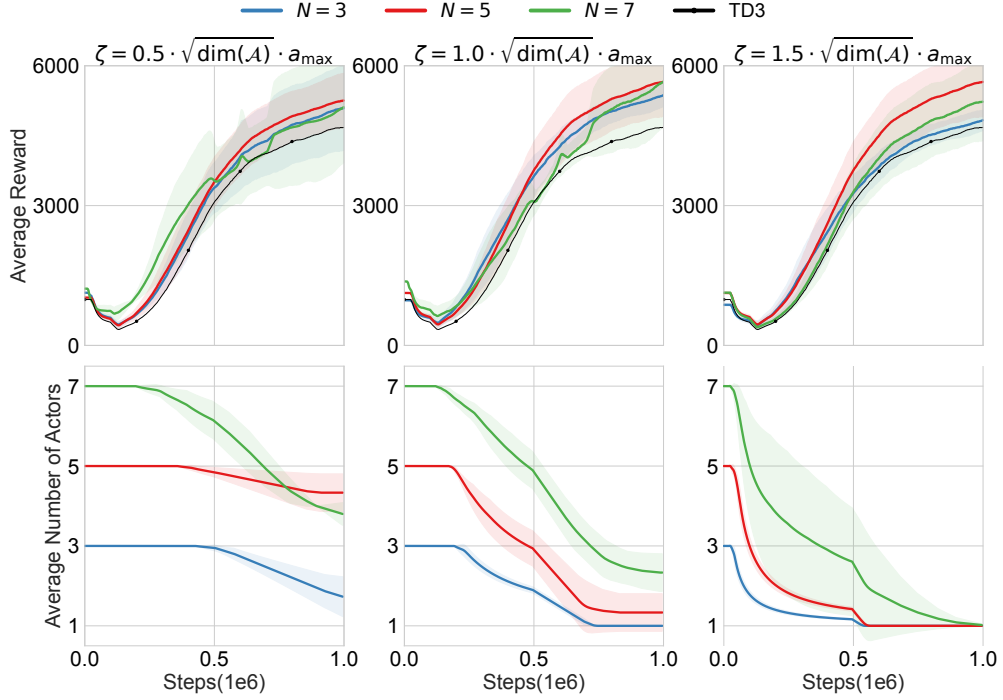 N = 3 N = 5 N = 7 TD3
ζ = 0.5 · √dim(𝒜) · a_max ζ = 1.0 · √dim(𝒜) · a_max ζ = 1.5 · √dim(𝒜) · a_max
6000 6000 6000
Average Reward
3000 3000 3000
0 0 0
Average Number of Actors
7 7 7
5 5 5
3 3 3
1 1 1
0.0 0.5 1.0 0.0 0.5 1.0 0.0 0.5 1.0
Steps(1e6) Steps(1e6) Steps(1e6)